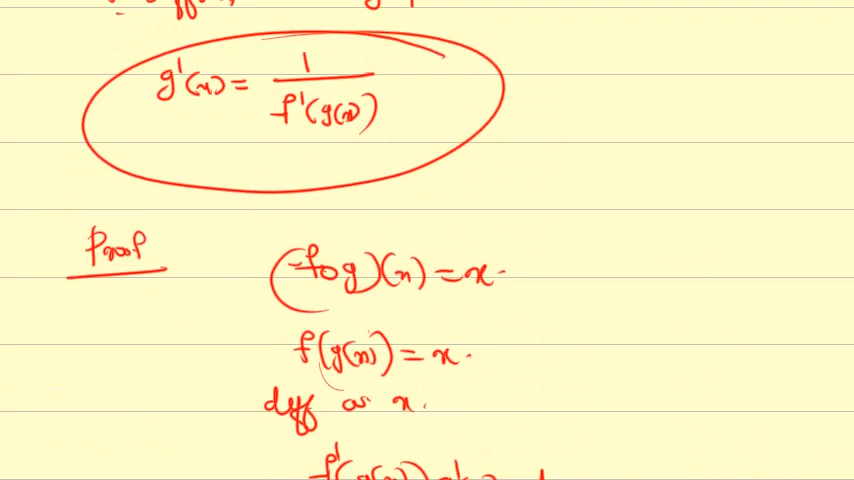 g'(x) = 1 / f'(g(x))
Proof
(fog)(x) = x.
f(g(x)) = x.
diff as x.
f'(g(x))